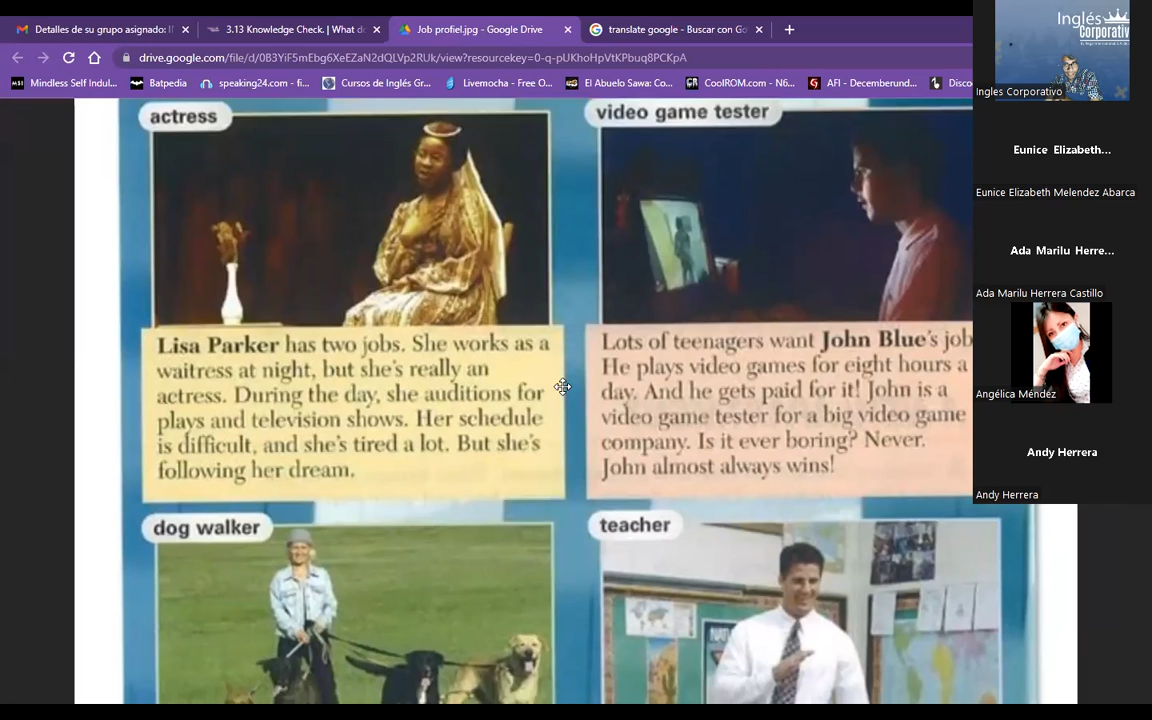 Detalles de su grupo asignado: I
3.13 Knowledge Check. | What d
Job profiel.jpg - Google Drive
translate google - Buscar con Go
drive.google.com/file/d/0B3YiF5mEbg6XeEZaN2dQLVp2RUk/view?resourcekey=0-q-pUKhoHpVtKPbuq8PCKpA
Mindless Self Indul...
Batpedia
speaking24.com - fi...
Cursos de Inglés Gr...
Livemocha - Free O...
El Abuelo Sawa: Co...
CoolROM.com - N6...
AFI - Decemberund...
Disco
actress
Lisa Parker has two jobs. She works as a
waitress at night, but she's really an
actress. During the day, she auditions for
plays and television shows. Her schedule
is difficult, and she's tired a lot. But she's
following her dream.
video game tester
Lots of teenagers want John Blue's job
He plays video games for eight hours a
day. And he gets paid for it! John is a
video game tester for a big video game
company. Is it ever boring? Never.
John almost always wins!
dog walker
teacher
Inglés
Corporativ
Ingles Corporativo
Eunice Elizabeth...
Eunice Elizabeth Melendez Abarca
Ada Marilu Herre...
Ada Marilu Herrera Castillo
Angélica Méndez
Andy Herrera
Andy Herrera